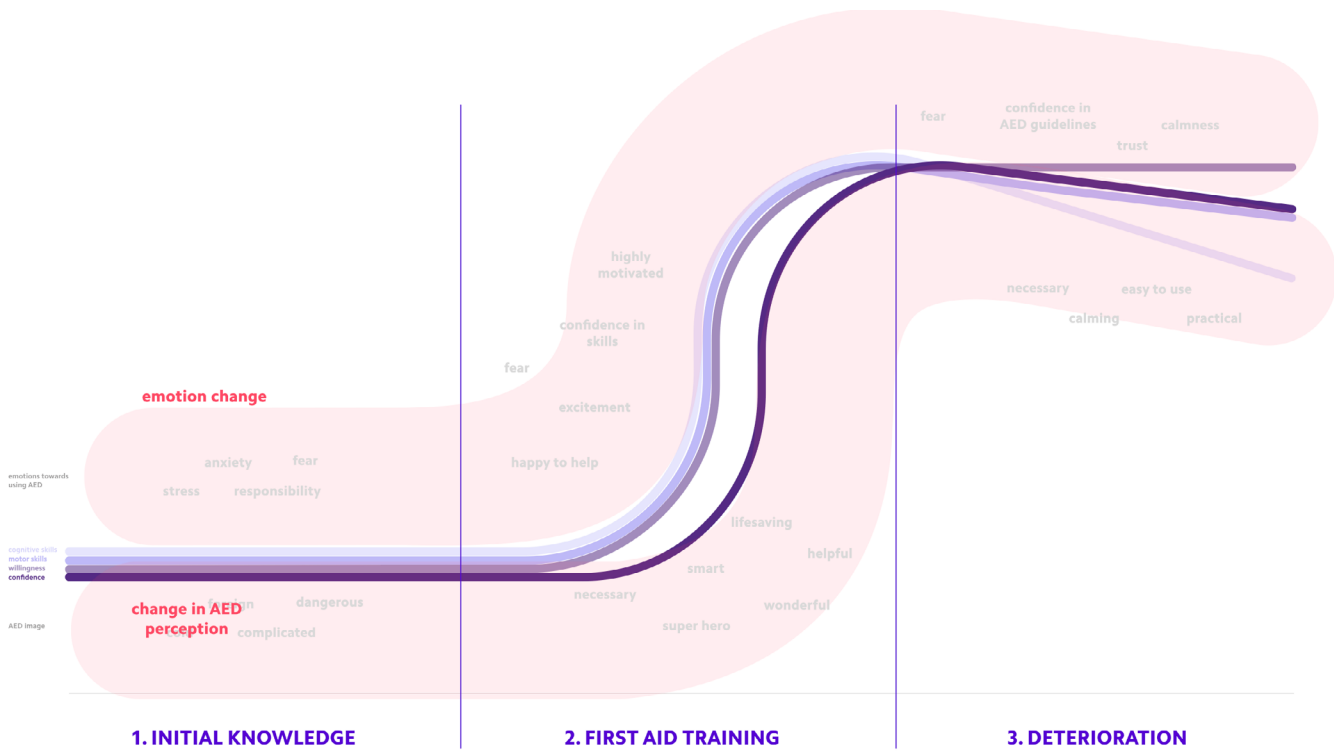 fear
confidence in
AED guidelines
calmness
trust
highly
motivated
necessary
easy to use
calming
practical
confidence in
skills
fear
emotion change
excitement
anxiety
fear
happy to help
emotions towards
using AED
stress
responsibility
lifesaving
cognitive skills
motor skills
willingness
confidence
helpful
smart
necessary
dangerous
change in AED
perception
wonderful
AED image
complicated
super hero
1. INITIAL KNOWLEDGE
2. FIRST AID TRAINING
3. DETERIORATION